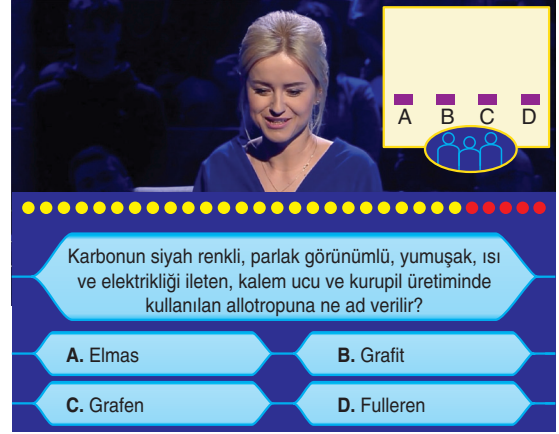 A B C D
Karbonun siyah renkli, parlak görünümlü, yumuşak, ısı
ve elektrikliği ileten, kalem ucu ve kurupil üretiminde
kullanılan allotropuna ne ad verilir?
A. Elmas
B. Grafit
C. Grafen
D. Fulleren